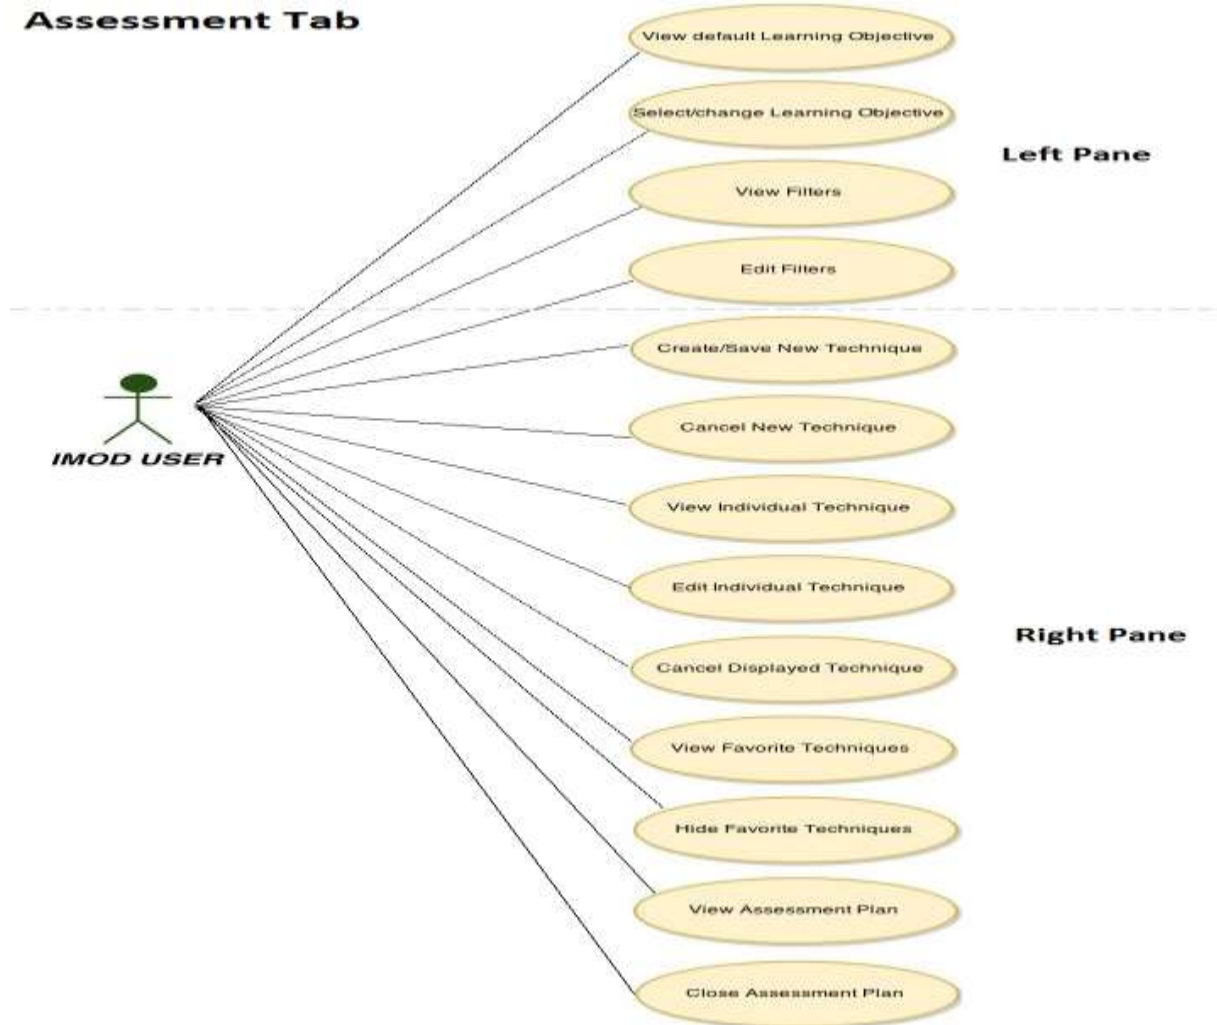 Assessment Tab
View default Learning Objective
Select/change Learning Objective
Left Pane
View Filters
Edit Filters
Create/Save New Technique
Cancel New Technique
IMOD USER
View Individual Technique
Edit Individual Technique
Right Pane
Cancel Displayed Technique
View Favorite Techniques
Hide Favorite Techniques
View Assessment Plan
Close Assessment Plan